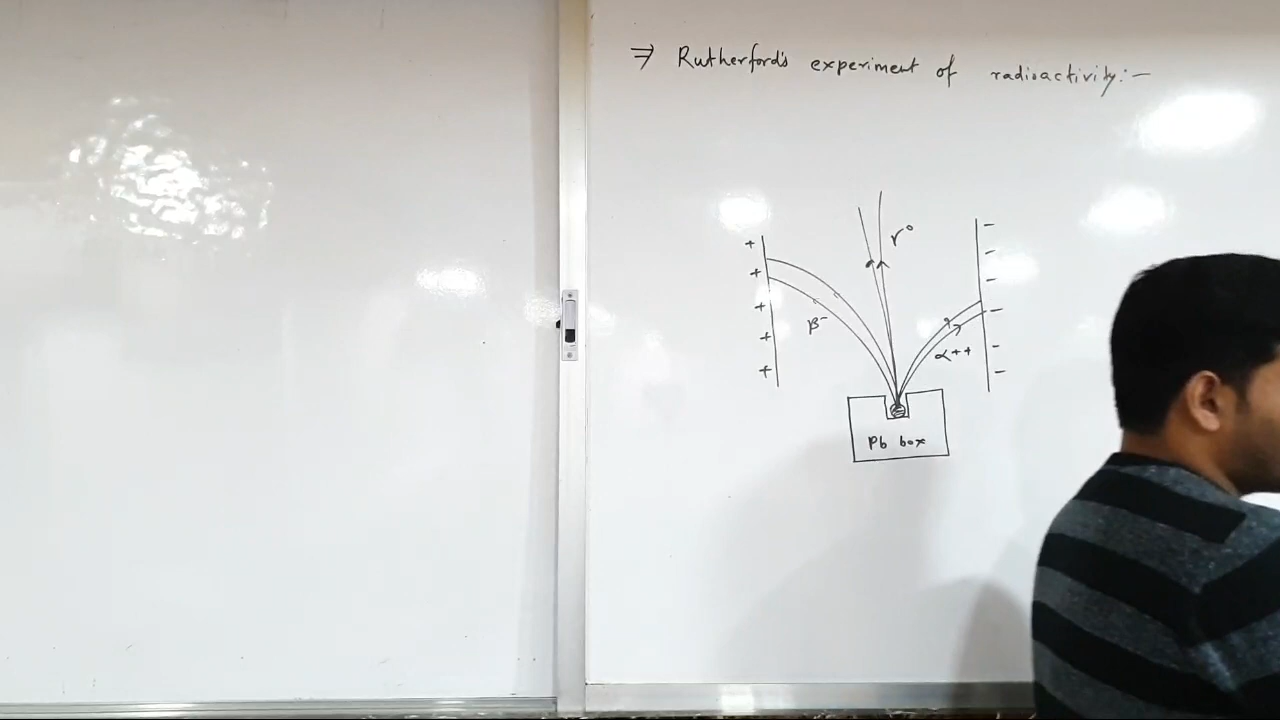 ⇒ Rutherford's experiment of radioactivity:-
γ°
+ -
+ -
+ -
+ -
+ -
-
β-
α++
Pb box